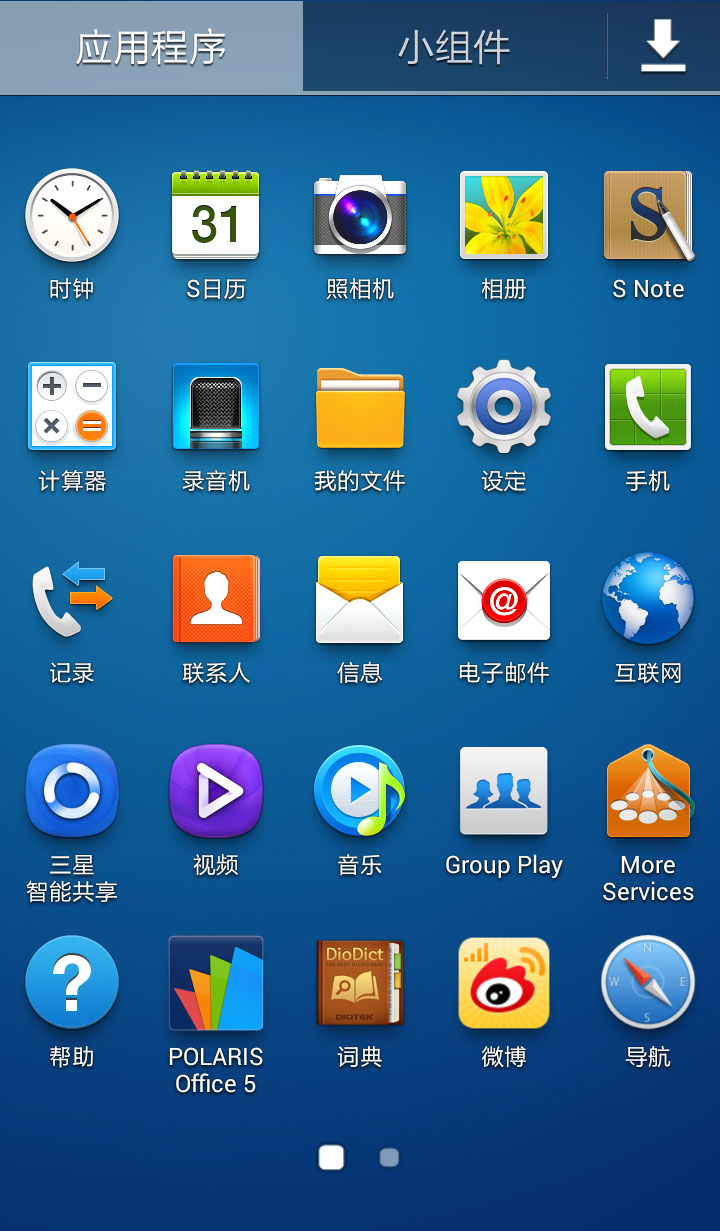 应用程序
小组件
31
时钟
S日历
照相机
相册
S
S Note
计算器
录音机
我的文件
设定
手机
@
记录
联系人
信息
电子邮件
互联网
三星
智能共享
视频
音乐
Group Play
More
Services
?
DioDict
THE BEST DICTIONARY
DIOTEK
N
W
E
S
帮助
POLARIS
Office 5
词典
微博
导航